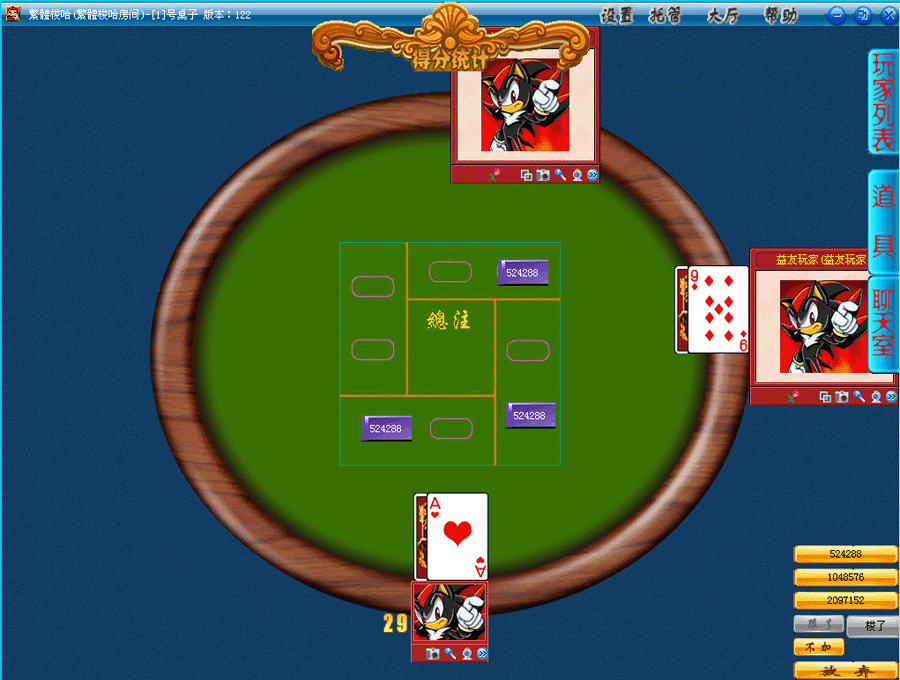 繁體梭哈(繁體梭哈房间)-[1]号桌子 版本：122
设置 托管 大厅 帮助
得分统计
玩家列表
524288
總注
益友玩家(益友玩家
9
6
道具
聊天室
524288
524288
A
A
29
524288
1048576
2097152
跟了
梭了
不加
放弃